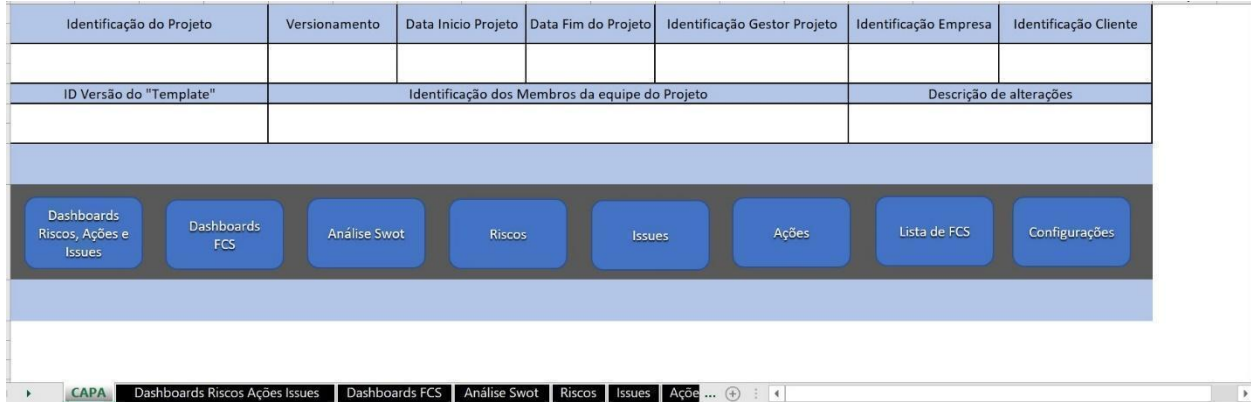 Identificação do Projeto Versionamento Data Inicio Projeto Data Fim do Projeto Identificação Gestor Projeto Identificação Empresa Identificação Cliente
ID Versão do "Template" Identificação dos Membros da equipe do Projeto Descrição de alterações
Dashboards
Riscos, Ações e
Issues
Dashboards
FCS
Análise Swot
Riscos
Issues
Ações
Lista de FCS
Configurações
CAPA Dashboards Riscos Ações Issues Dashboards FCS Análise Swot Riscos Issues Açõe ...